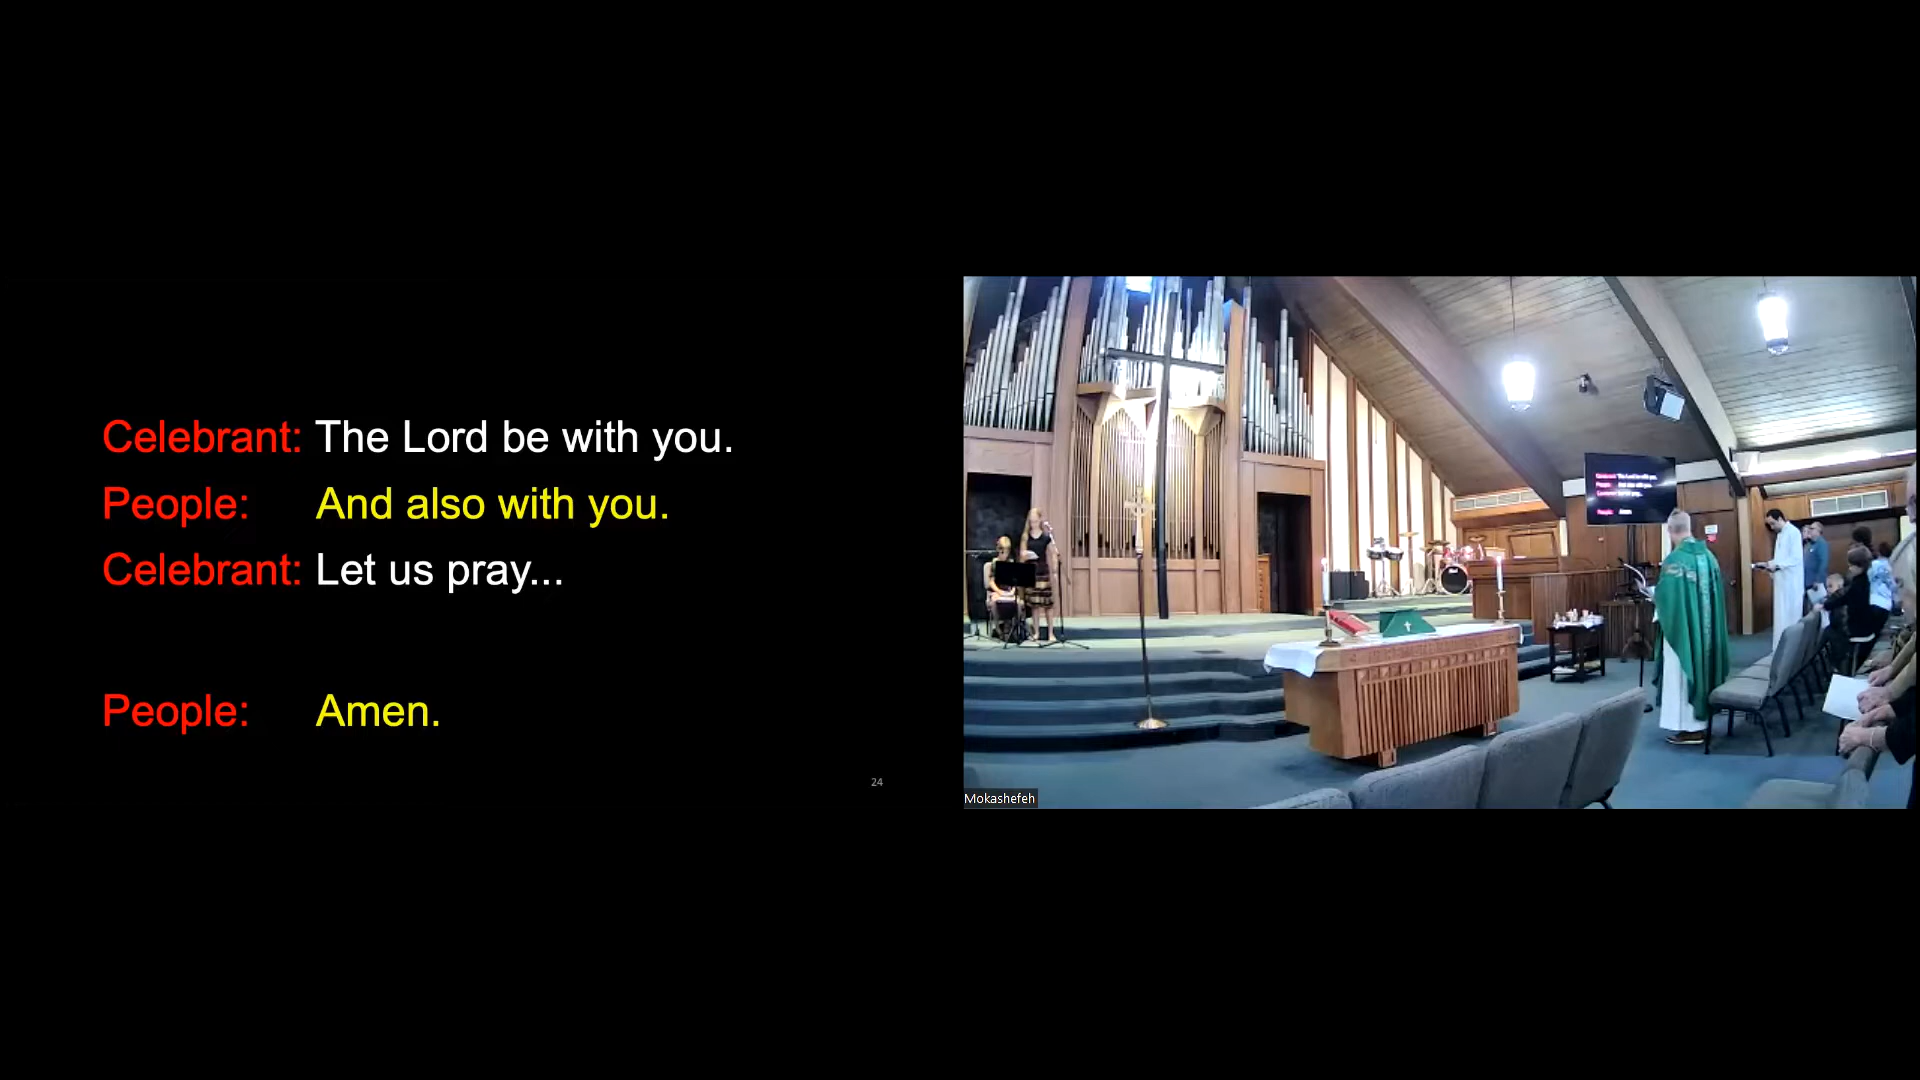 Celebrant: The Lord be with you.
People: And also with you.
Celebrant: Let us pray...
People: Amen.
24
Mokashefeh